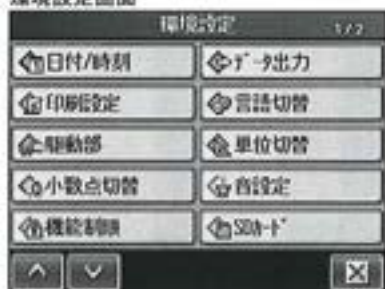 環境設定画面
環境設定 1/2
日付/時刻 ﾃﾞｰﾀ出力
印刷設定 言語切替
駆動部 単位切替
小数点切替 音設定
機能制限 SDｶｰﾄﾞ